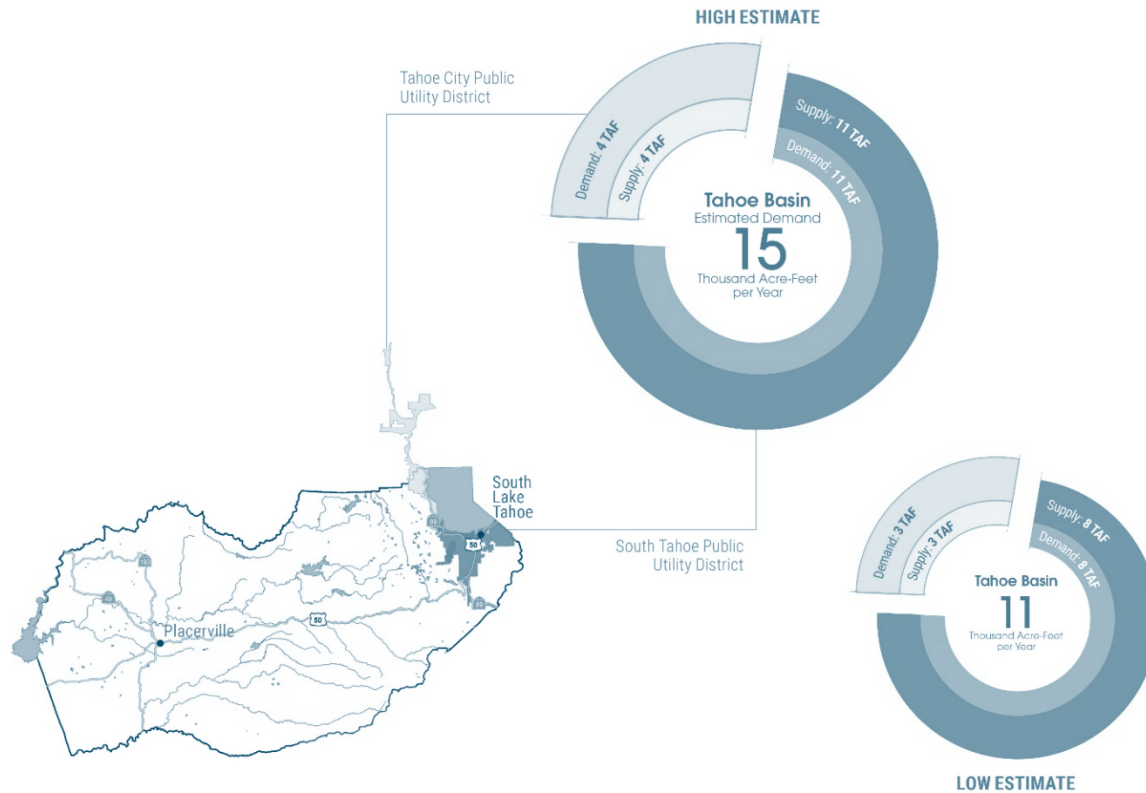 HIGH ESTIMATE
Tahoe City Public
Utility District
Demand: 4 TAF
Supply: 4 TAF
Supply: 11 TAF
Demand: 11 TAF
Tahoe Basin
Estimated Demand
15
Thousand Acre-Feet
per Year
South
Lake
Tahoe
50
South Tahoe Public
Utility District
Placerville
50
Demand: 3 TAF
Supply: 3 TAF
Supply: 8 TAF
Demand: 8 TAF
Tahoe Basin
11
Thousand Acre-Feet
per Year
LOW ESTIMATE